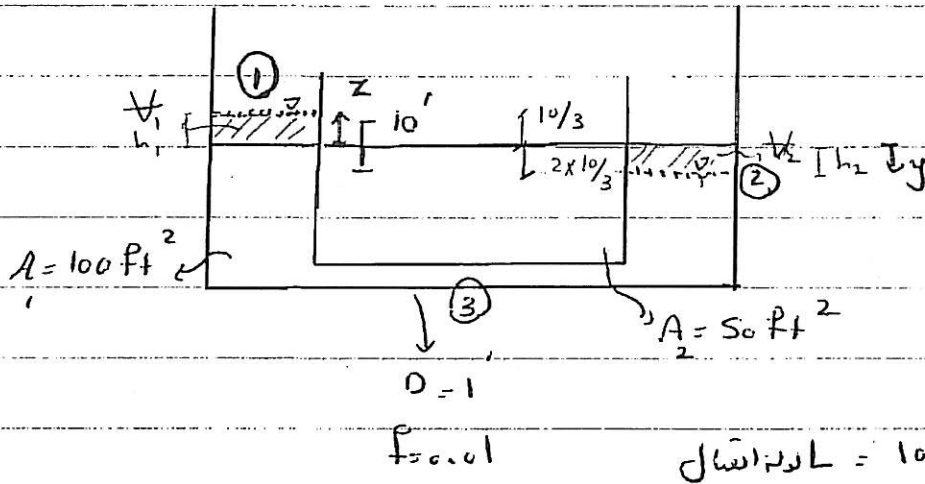 ①
Z
V₁
h₁
10'
10/3
2×10/3
V₂
h₂
y
②
A₁ = 100 ft²
③
A₂ = 50 ft²
D = 1'
f = 0.01
L = 10